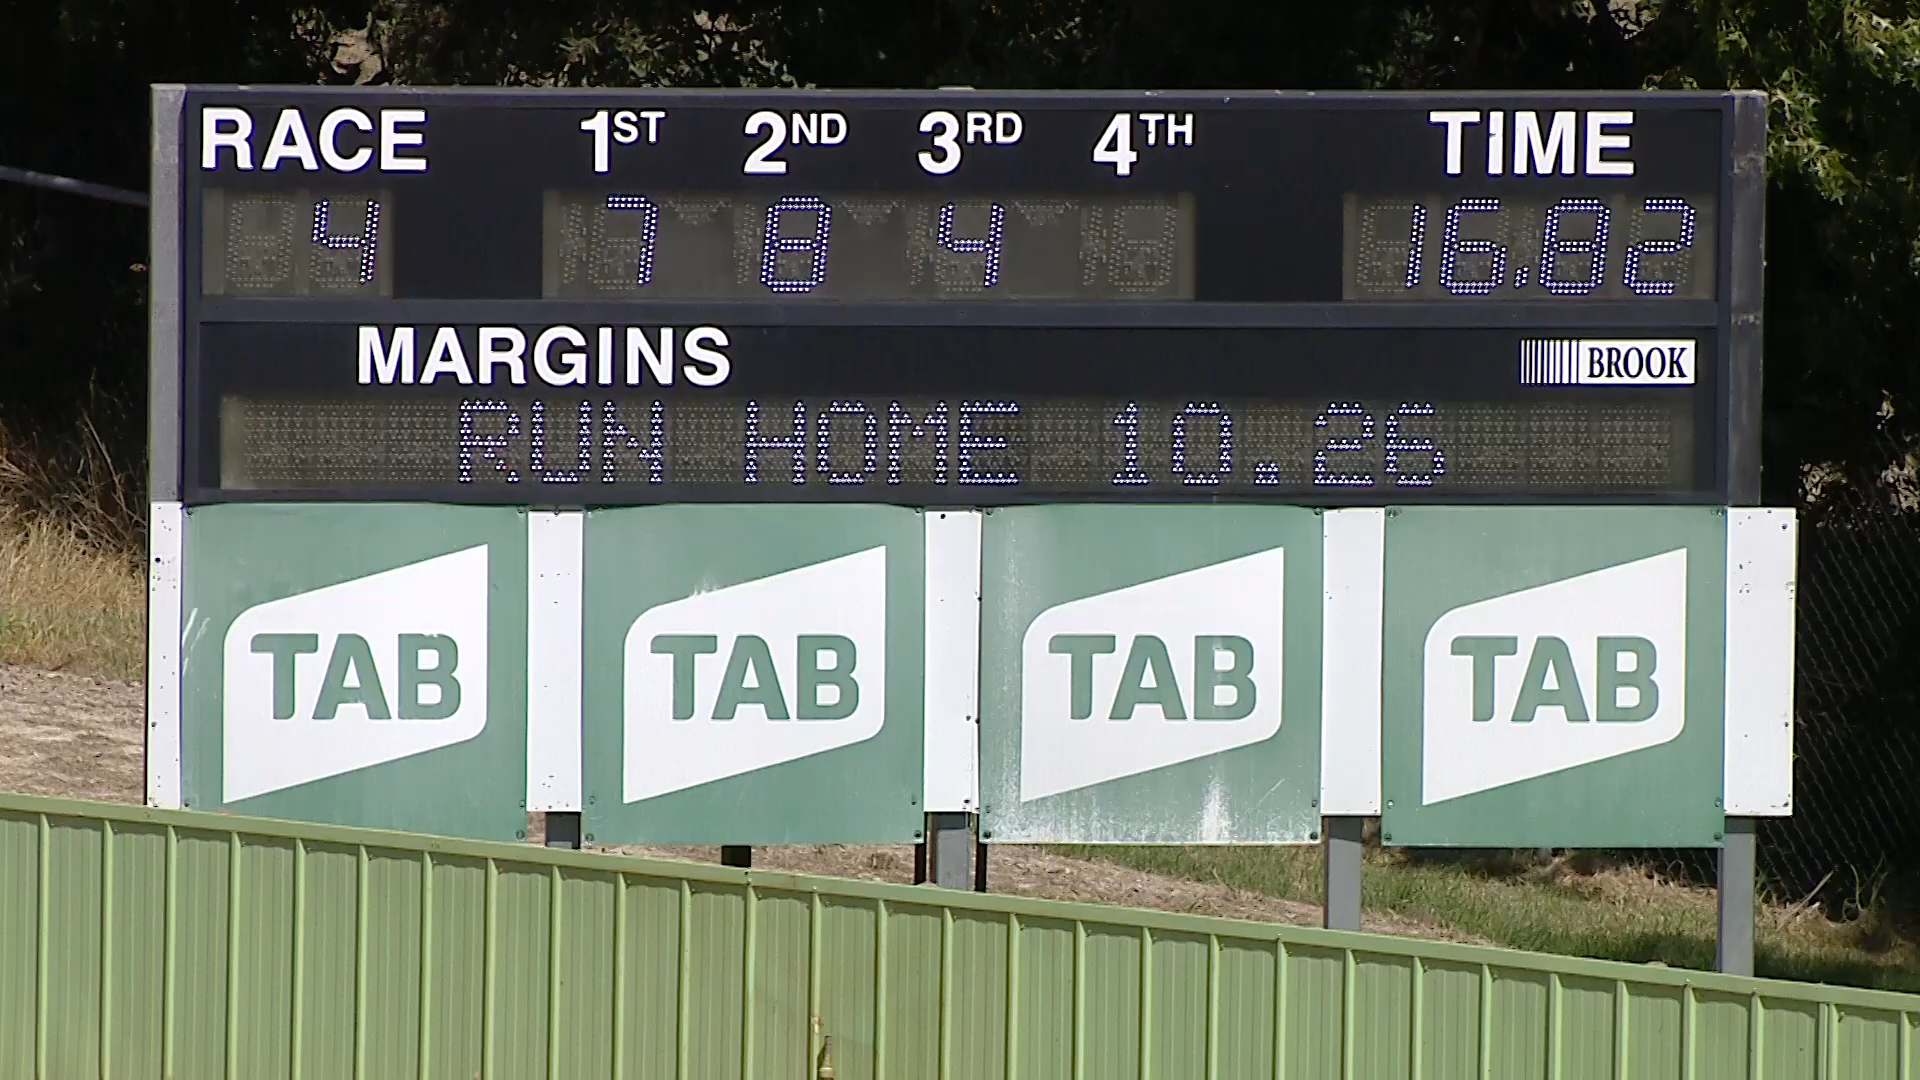 RACE 1ST 2ND 3RD 4TH TIME
4 7 8 4 16.82
MARGINS BROOK
RUN HOME 10.26
TAB TAB TAB TAB